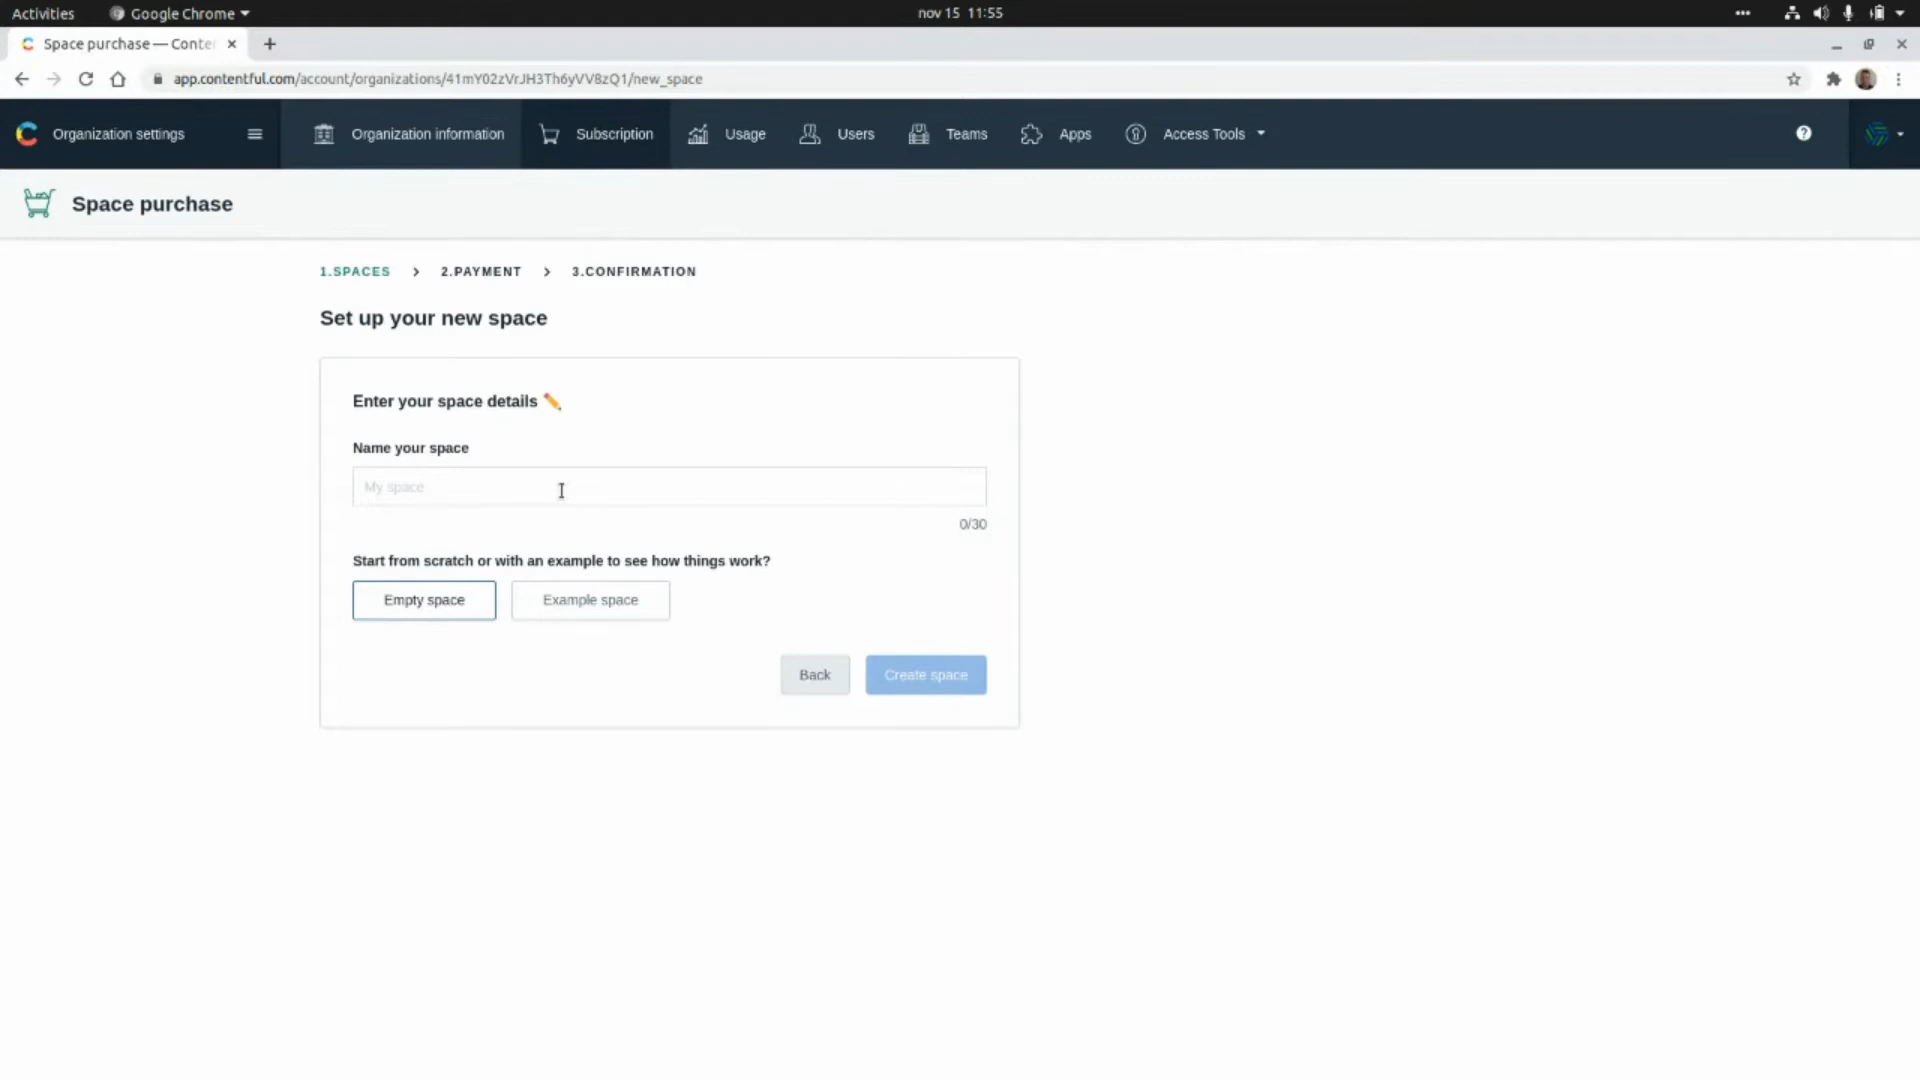 Activities Google Chrome nov 15 11:55
Space purchase — Conte
app.contentful.com/account/organizations/41mY02zVrJH3Th6yVV8zQ1/new_space
Organization settings Organization information Subscription Usage Users Teams Apps Access Tools
Space purchase
1.SPACES > 2.PAYMENT > 3.CONFIRMATION
Set up your new space
Enter your space details
Name your space
My space
0/30
Start from scratch or with an example to see how things work?
Empty space Example space
Back Create space